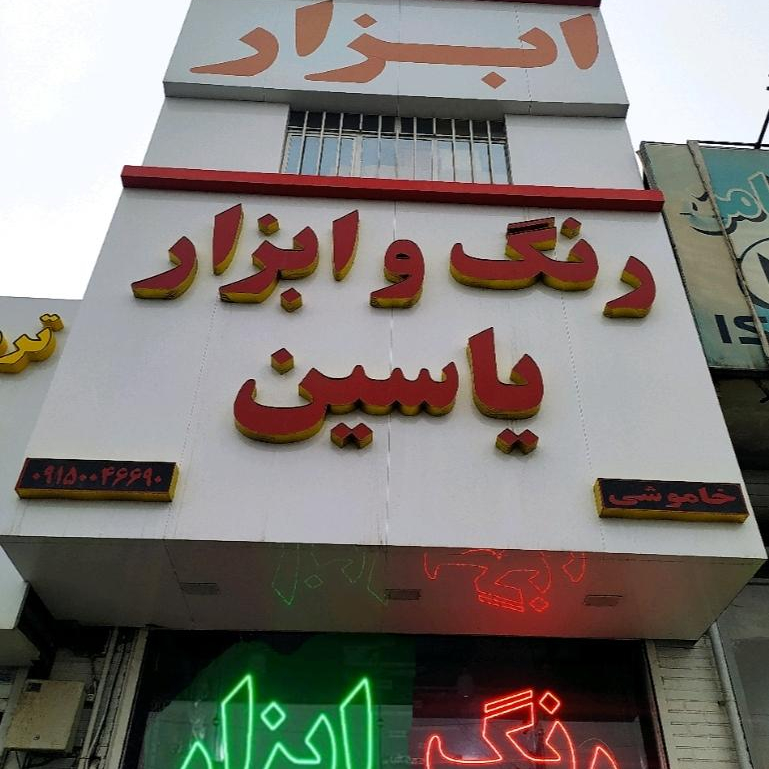 ابزار
رنگ و ابزار
یاسین
۰۹۱۵۰۰۴۶۶۹۰
خاموشی
رنگ ابزار